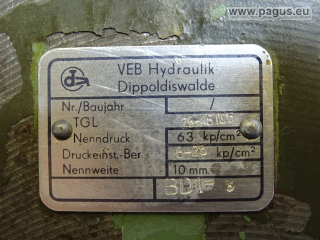 www.pagus.eu
VEB Hydraulik
Dippoldiswalde
Nr./Baujahr /
TGL
Nenndruck 63 kp/cm²
Druckeinst.-Ber. kp/cm²
Nennweite 10 mm